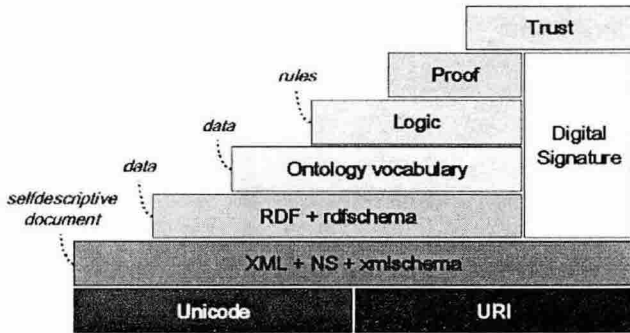 Trust
Proof
rules
Logic
Digital
Signature
data
Ontology vocabulary
data
RDF + rdfschema
selfdescriptive
document
XML + NS + xmlschema
Unicode
URI